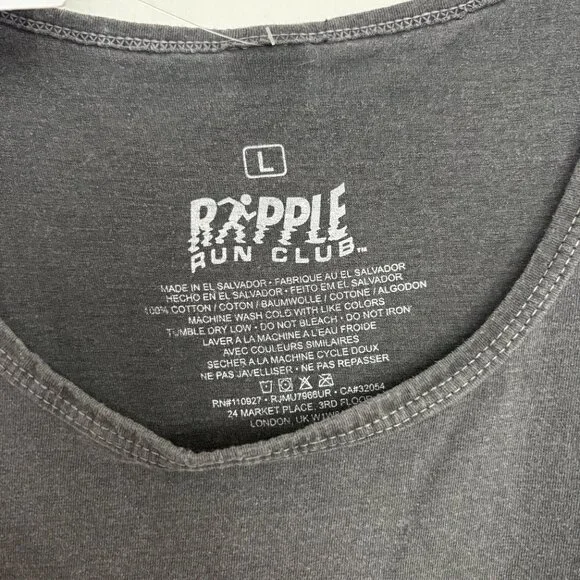 L
RIPPLE
RUN CLUB™
MADE IN EL SALVADOR • FABRIQUE AU EL SALVADOR
HECHO EN EL SALVADOR • FEITO EM EL SALVADOR
100% COTTON / COTON / BAUMWOLLE / COTONE / ALGODON
MACHINE WASH COLD WITH LIKE COLORS
TUMBLE DRY LOW • DO NOT BLEACH • DO NOT IRON
LAVER A LA MACHINE A L'EAU FROIDE
AVEC COULEURS SIMILAIRES
SECHER A LA MACHINE CYCLE DOUX
NE PAS JAVELLISER • NE PAS REPASSER
RN#110927 • RJMU7966UR • CA#32054
24 MARKET PLACE, 3RD FLOOR
LONDON, UK